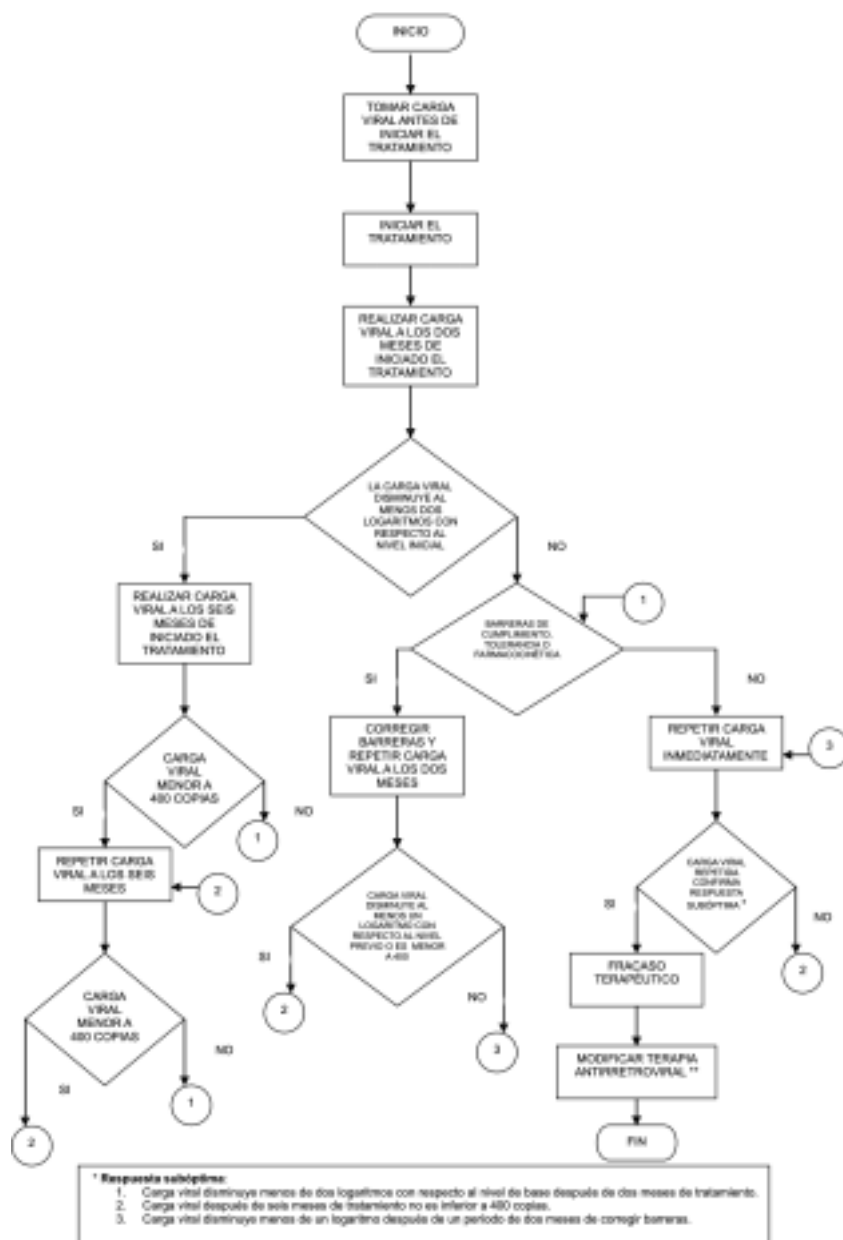 INICIO
TOMAR CARGA
VIRAL ANTES DE
INICIAR EL
TRATAMIENTO
INICIAR EL
TRATAMIENTO
REALIZAR CARGA
VIRAL A LOS DOS
MESES DE
INICIADO EL
TRATAMIENTO
LA CARGA VIRAL
DISMINUYE AL
MENOS DOS
LOGARITMOS CON
RESPECTO AL
NIVEL INICIAL
SI
NO
REALIZAR CARGA
VIRAL A LOS SEIS
MESES DE
INICIADO EL
TRATAMIENTO
1
BARRERAS DE
CUMPLIMIENTO,
TOLERANCIA O
FARMACOCINÉTICA
SI
NO
CORREGIR
BARRERAS Y
REPETIR CARGA
VIRAL A LOS DOS
MESES
REPETIR CARGA
VIRAL
INMEDIATAMENTE
3
CARGA
VIRAL
MENOR A
400 COPIAS
SI
NO
1
REPETIR CARGA
VIRAL A LOS SEIS
MESES
2
CARGA VIRAL
DISMINUYE AL
MENOS UN
LOGARITMO CON
RESPECTO AL NIVEL
PREVIO O ES MENOR
A 400
SI
NO
2
3
CARGA VIRAL
REPETIDA
CONFIRMA
RESPUESTA
SUBÓPTIMA *
SI
NO
2
FRACASO
TERAPÉUTICO
CARGA
VIRAL
MENOR A
400 COPIAS
SI
NO
1
2
MODIFICAR TERAPIA
ANTIRRETROVIRAL **
FIN
* Respuesta subóptima:
1. Carga viral disminuye menos de dos logaritmos con respecto al nivel de base después de dos meses de tratamiento.
2. Carga viral después de seis meses de tratamiento no es inferior a 400 copias.
3. Carga viral disminuye menos de un logaritmo después de un periodo de dos meses de corregir barreras.